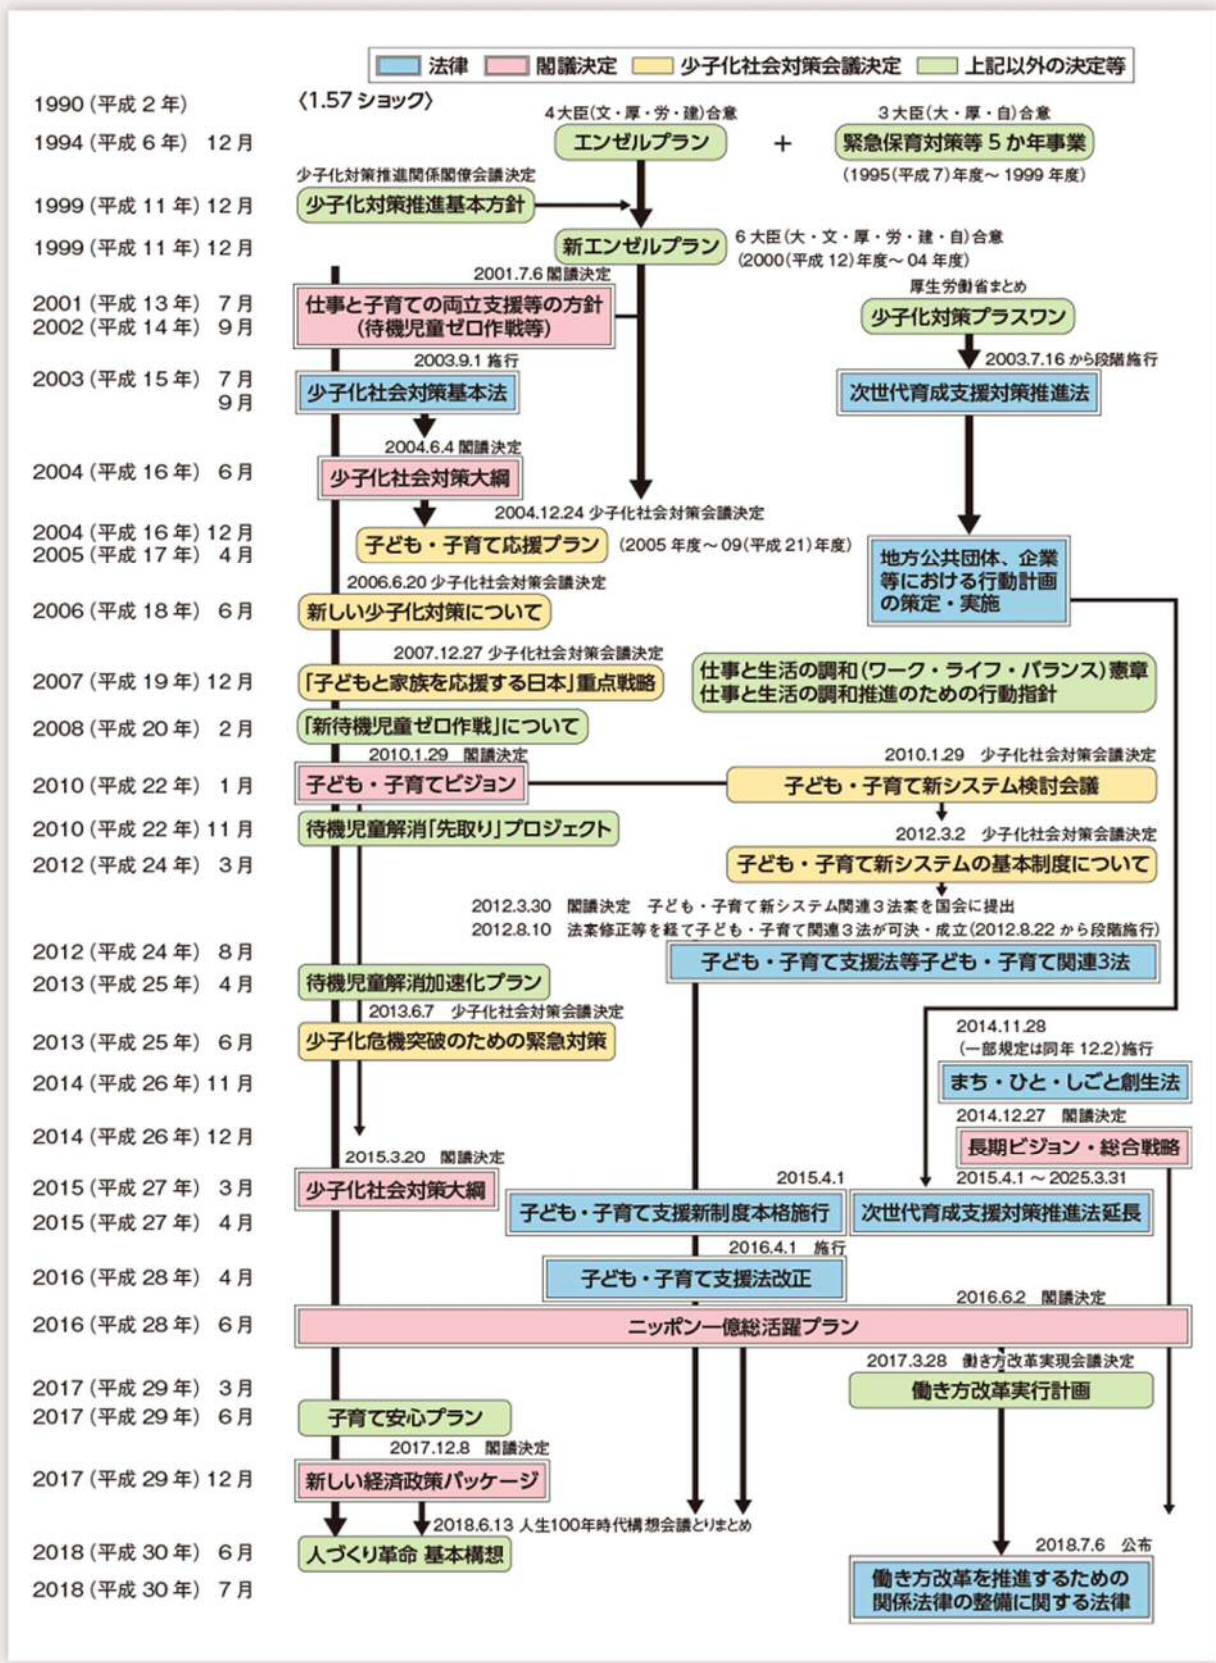 法律 閣議決定 少子化社会対策会議決定 上記以外の決定等
1990(平成2年) 〈1.57ショック〉
4大臣(文・厚・労・建)合意 3大臣(大・厚・自)合意
1994(平成6年) 12月 エンゼルプラン + 緊急保育対策等5か年事業
(1995(平成7)年度〜1999年度)
少子化対策推進関係閣僚会議決定
1999(平成11年)12月 少子化対策推進基本方針
1999(平成11年)12月 新エンゼルプラン 6大臣(大・文・厚・労・建・自)合意
(2000(平成12)年度〜04年度)
2001.7.6 閣議決定
厚生労働省まとめ
2001(平成13年) 7月 仕事と子育ての両立支援等の方針
2002(平成14年) 9月 (待機児童ゼロ作戦等)
少子化対策プラスワン
2003.9.1 施行 2003.7.16から段階施行
2003(平成15年) 7月
9月
少子化社会対策基本法 次世代育成支援対策推進法
2004.6.4 閣議決定
2004(平成16年) 6月 少子化社会対策大綱
2004.12.24 少子化社会対策会議決定
2004(平成16年)12月
2005(平成17年) 4月
子ども・子育て応援プラン (2005年度〜09(平成21)年度)
地方公共団体、企業
等における行動計画
の策定・実施
2006.6.20 少子化社会対策会議決定
2006(平成18年) 6月 新しい少子化対策について
2007.12.27 少子化社会対策会議決定
2007(平成19年)12月 「子どもと家族を応援する日本」重点戦略
仕事と生活の調和(ワーク・ライフ・バランス)憲章
仕事と生活の調和推進のための行動指針
2008(平成20年) 2月 「新待機児童ゼロ作戦」について
2010.1.29 閣議決定 2010.1.29 少子化社会対策会議決定
2010(平成22年) 1月 子ども・子育てビジョン 子ども・子育て新システム検討会議
2010(平成22年)11月 待機児童解消「先取り」プロジェクト
2012.3.2 少子化社会対策会議決定
2012(平成24年) 3月 子ども・子育て新システムの基本制度について
2012.3.30 閣議決定 子ども・子育て新システム関連3法案を国会に提出
2012.8.10 法案修正等を経て子ども・子育て関連3法が可決・成立(2012.8.22から段階施行)
2012(平成24年) 8月 子ども・子育て支援法等子ども・子育て関連3法
2013(平成25年) 4月 待機児童解消加速化プラン
2013.6.7 少子化社会対策会議決定
2013(平成25年) 6月 少子化危機突破のための緊急対策
2014.11.28
(一部規定は同年12.2)施行
2014(平成26年)11月 まち・ひと・しごと創生法
2014.12.27 閣議決定
2014(平成26年)12月 長期ビジョン・総合戦略
2015.3.20 閣議決定
2015(平成27年) 3月 少子化社会対策大綱
2015.4.1 2015.4.1〜2025.3.31
2015(平成27年) 4月 子ども・子育て支援新制度本格施行 次世代育成支援対策推進法延長
2016.4.1 施行
2016(平成28年) 4月 子ども・子育て支援法改正
2016.6.2 閣議決定
2016(平成28年) 6月 ニッポン一億総活躍プラン
2017.3.28 働き方改革実現会議決定
2017(平成29年) 3月 働き方改革実行計画
2017(平成29年) 6月 子育て安心プラン
2017.12.8 閣議決定
2017(平成29年)12月 新しい経済政策パッケージ
2018.6.13 人生100年時代構想会議とりまとめ
2018(平成30年) 6月 人づくり革命 基本構想
2018.7.6 公布
2018(平成30年) 7月 働き方改革を推進するための
関係法律の整備に関する法律